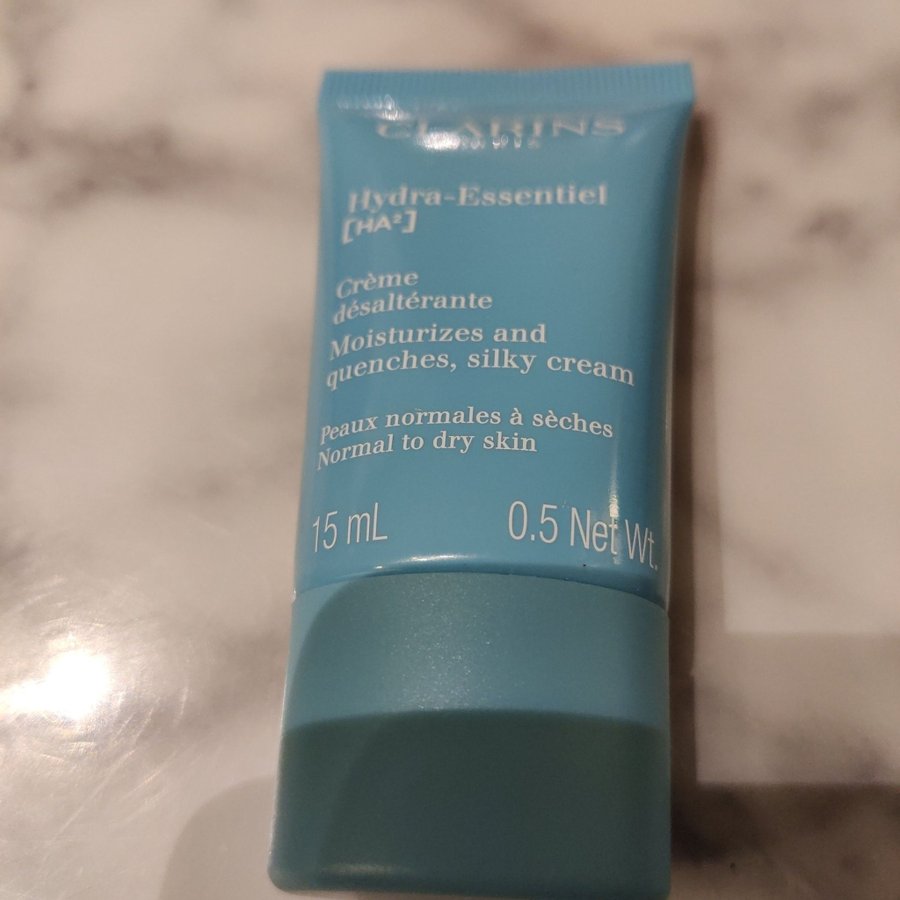 CLARINS
PARIS
Hydra-Essentiel
[HA²]
Crème
désaltérante
Moisturizes and
quenches, silky cream
Peaux normales à sèches
Normal to dry skin
15 mL 0.5 Net Wt.